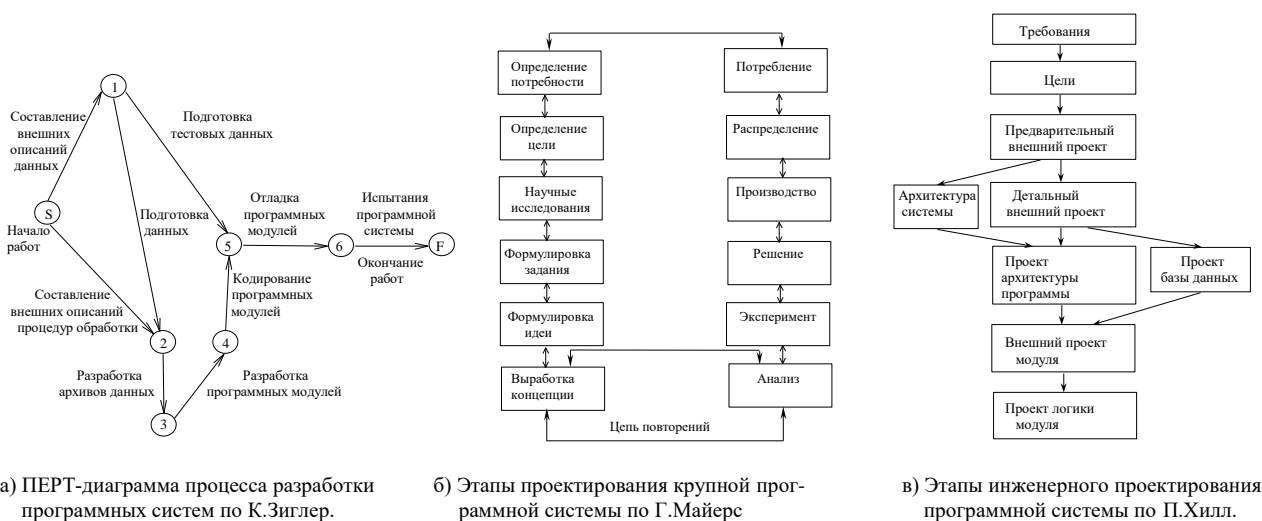 1
Составление
внешних
описаний
данных
Подготовка
тестовых данных
S
Начало
работ
Подготовка
данных
Отладка
программных
модулей
Испытания
программной
системы
5
6
F
Окончание
работ
Составление
внешних описаний
процедур обработки
Кодирование
программных
модулей
2
4
Разработка
архивов данных
Разработка
программных модулей
3
а) ПЕРТ-диаграмма процесса разработки
программных систем по К.Зиглер.
Определение
потребности
Определение
цели
Научные
исследования
Формулировка
задания
Формулировка
идеи
Выработка
концепции
Потребление
Распределение
Производство
Решение
Эксперимент
Анализ
Цепь повторений
б) Этапы проектирования крупной прог-
раммной системы по Г.Майерс
Требования
Цели
Предварительный
внешний проект
Архитектура
системы
Детальный
внешний проект
Проект
архитектуры
программы
Проект
базы данных
Внешний проект
модуля
Проект логики
модуля
в) Этапы инженерного проектирования
программной системы по П.Хилл.